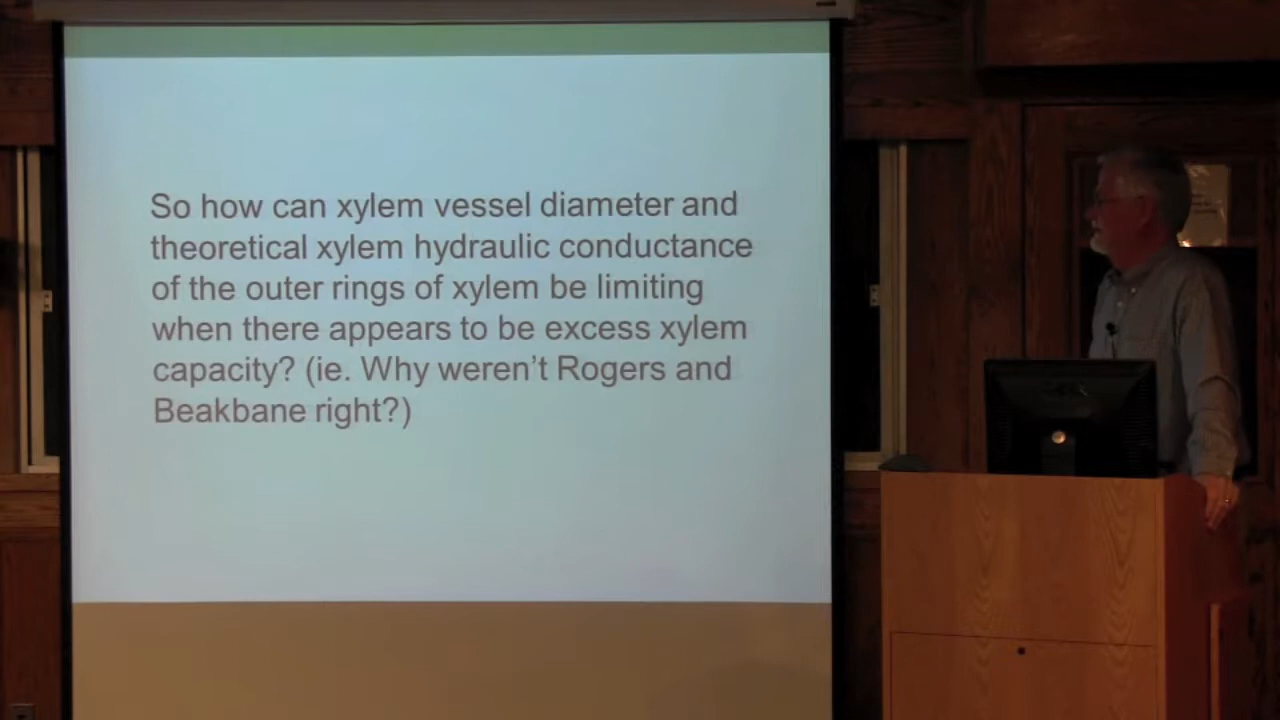 So how can xylem vessel diameter and
theoretical xylem hydraulic conductance
of the outer rings of xylem be limiting
when there appears to be excess xylem
capacity? (ie. Why weren't Rogers and
Beakbane right?)